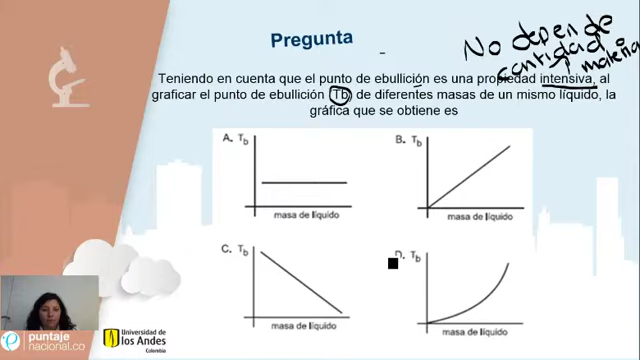 Pregunta
No depende
cantidad
materia
Teniendo en cuenta que el punto de ebullición es una propiedad intensiva, al
graficar el punto de ebullición (Tb) de diferentes masas de un mismo líquido, la
gráfica que se obtiene es
A. Tb
masa de líquido
B. Tb
masa de líquido
C. Tb
masa de líquido
D. Tb
masa de líquido
puntaje
nacional.co
Universidad de
los Andes
Colombia